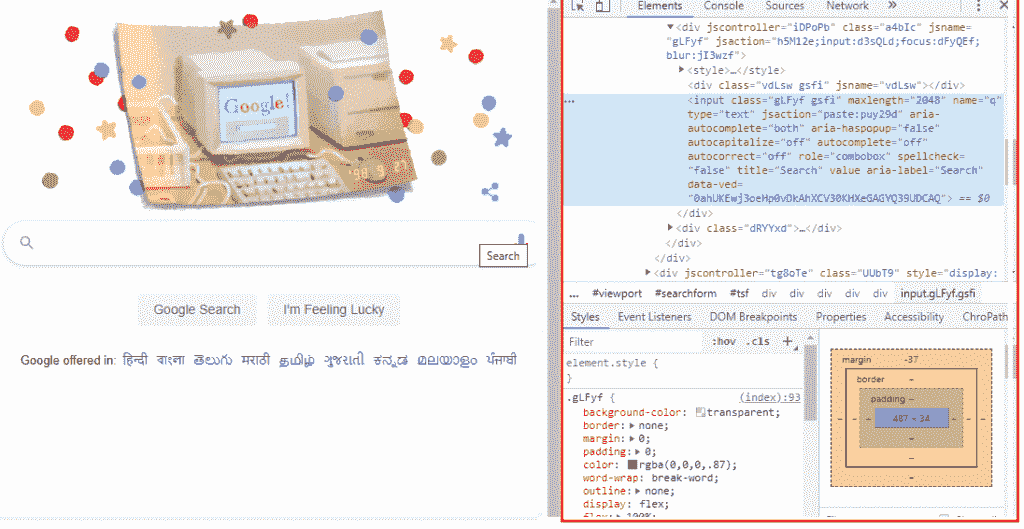 Google!
'98 9 27
Search
Google Search
I'm Feeling Lucky
Google offered in: हिन्दी বাংলা తెలుగు मराठी தமிழ் ગુજરાતી ಕನ್ನಡ മലയാളം ਪੰਜਾਬੀ
Elements Console Sources Network »
▼<div jscontroller="iDPoPb" class="a4bIc" jsname=
"gLFyf" jsaction="h5M12e;input:d3sQLd;focus:dFyQEf;
blur:jI3wzf">
▶<style>…</style>
<div class="vdLsw gsfi" jsname="vdLsw"></div>
… <input class="gLFyf gsfi" maxlength="2048" name="q"
type="text" jsaction="paste:puy29d" aria-
autocomplete="both" aria-haspopup="false"
autocapitalize="off" autocomplete="off"
autocorrect="off" role="combobox" spellcheck=
"false" title="Search" value aria-label="Search"
data-ved=
"0ahUKEwj3oeHp0vDkAhXCV30KHXeGAGYQ39UDCAQ"> == $0
</div>
▶<div class="dRYYxd">…</div>
</div>
</div>
▶<div jscontroller="tg8oTe" class="UUbT9" style="display:
… #viewport #searchform #tsf div div div div input.gLFyf.gsfi
Styles Event Listeners DOM Breakpoints Properties Accessibility ChroPath
Filter :hov .cls +
element.style {
}
.gLFyf { (index):93
background-color: transparent;
border:▶ none;
margin:▶ 0;
padding:▶ 0;
color: rgba(0,0,0,.87);
word-wrap: break-word;
outline:▶ none;
display: flex;
flex:▶ 100%;
margin -37
border –
padding –
487 × 34